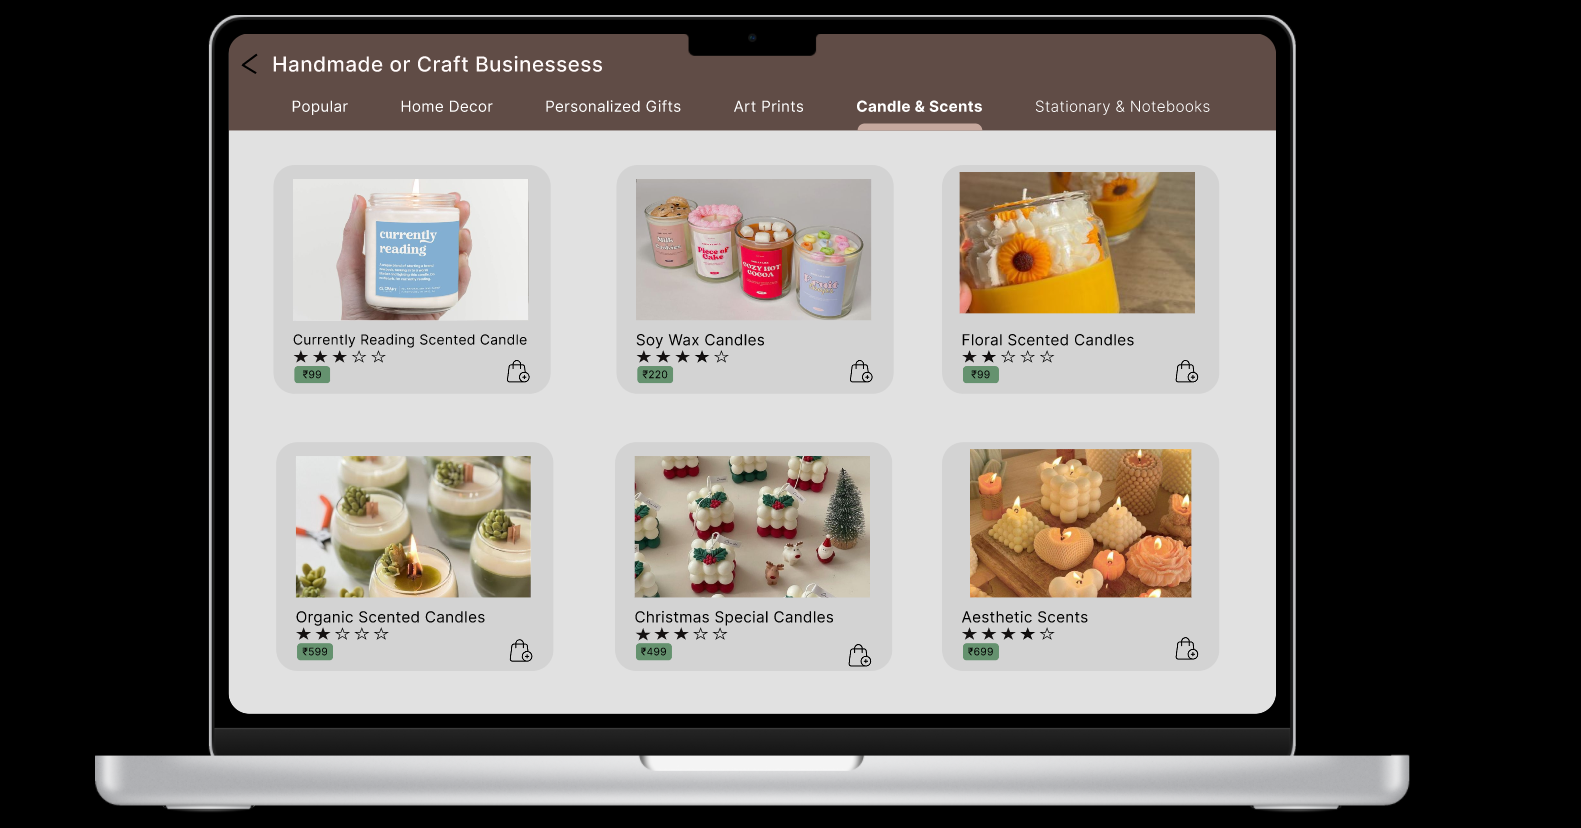 Handmade or Craft Businessess
Popular Home Decor Personalized Gifts Art Prints Candle & Scents Stationary & Notebooks
currently
reading
Currently Reading Scented Candle
₹99
Piece of
Cake
COZY HOT
COCOA
Soy Wax Candles
₹220
Floral Scented Candles
₹99
Organic Scented Candles
₹599
Christmas Special Candles
₹499
Aesthetic Scents
₹699